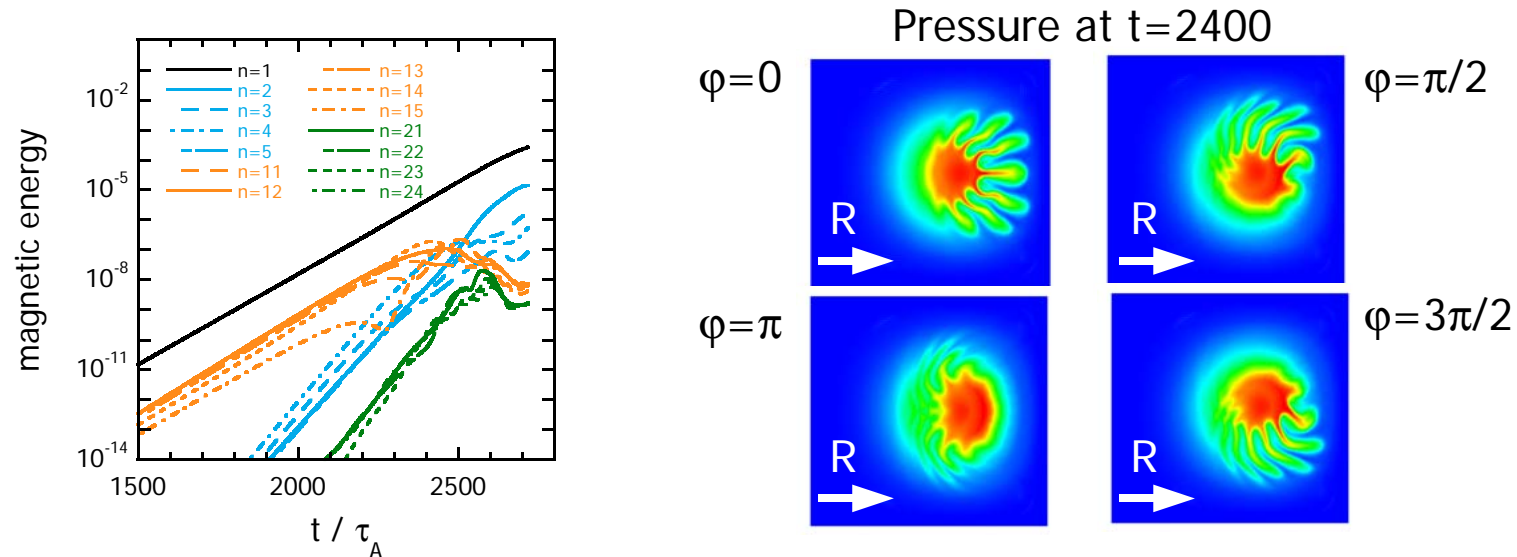 magnetic energy
10-2
10-5
10-8
10-11
10-14
n=1
n=2
n=3
n=4
n=5
n=11
n=12
n=13
n=14
n=15
n=21
n=22
n=23
n=24
1500
2000
2500
t / τA
Pressure at t=2400
φ=0
R
φ=π/2
R
φ=π
R
φ=3π/2
R